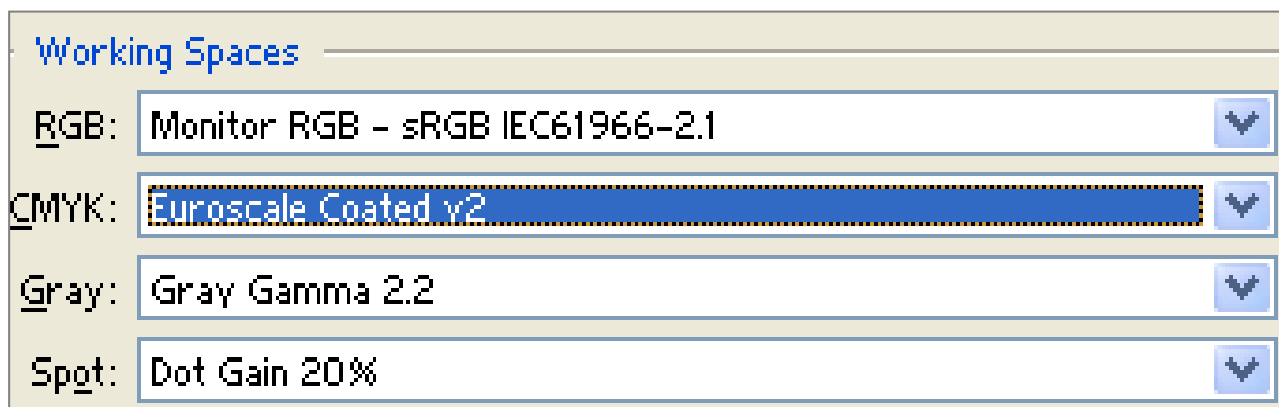 Working Spaces
RGB: Monitor RGB - sRGB IEC61966-2.1
CMYK: Euroscale Coated v2
Gray: Gray Gamma 2.2
Spot: Dot Gain 20%